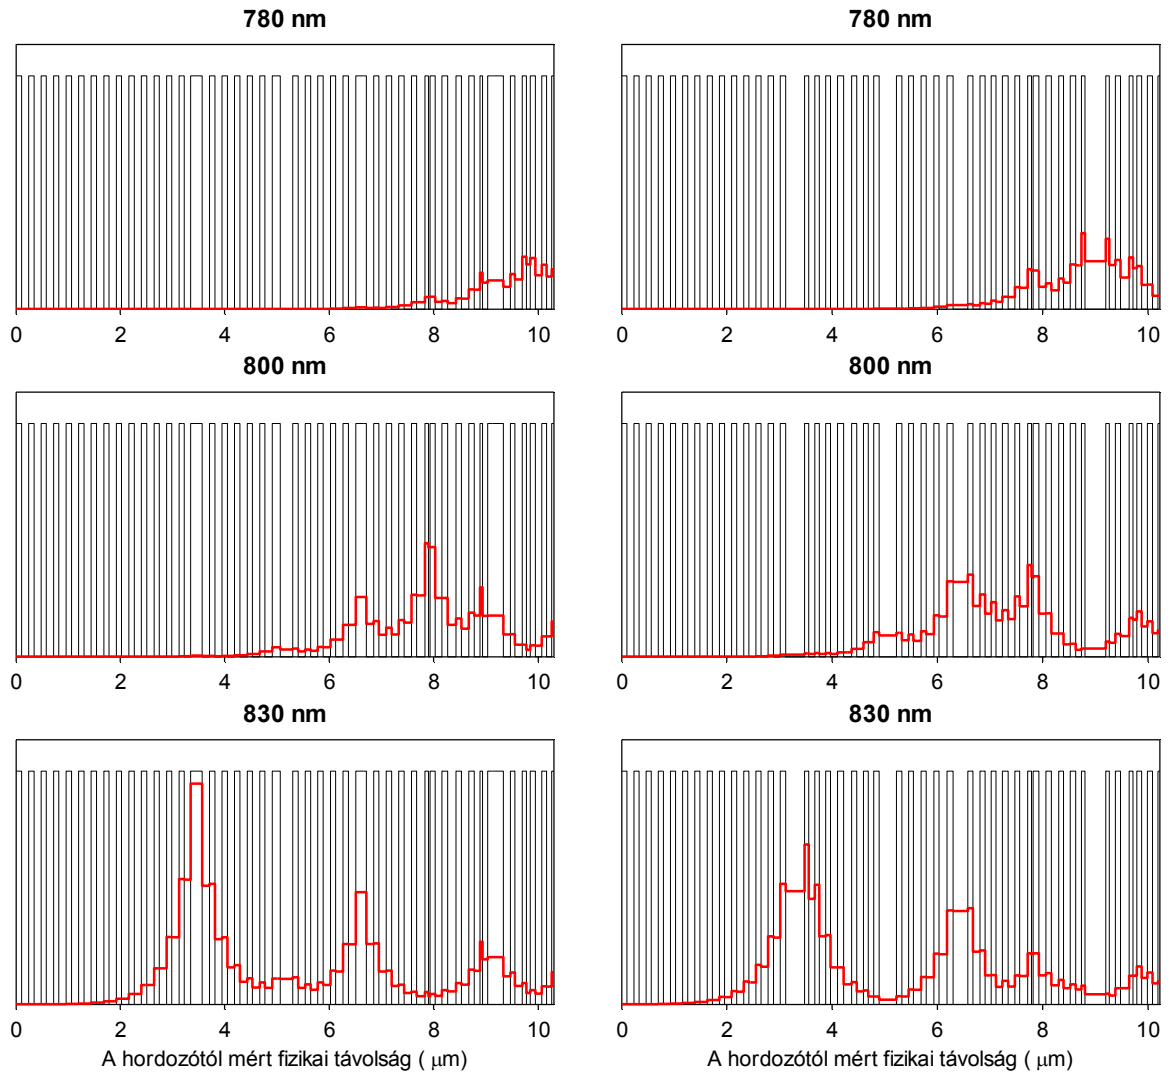 780 nm 780 nm
0 2 4 6 8 10 0 2 4 6 8 10
800 nm 800 nm
0 2 4 6 8 10 0 2 4 6 8 10
830 nm 830 nm
0 2 4 6 8 10 0 2 4 6 8 10
A hordozótól mért fizikai távolság ( μm) A hordozótól mért fizikai távolság ( μm)